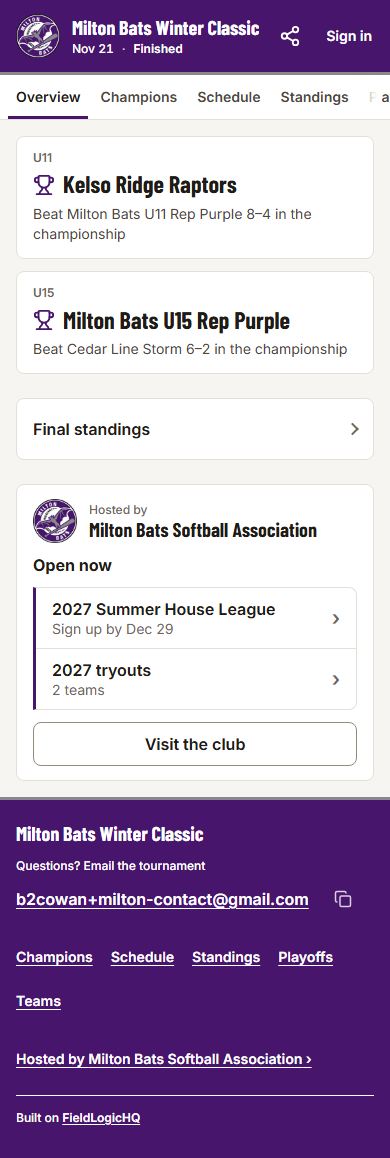 Milton Bats Winter Classic
Nov 21 · Finished
Sign in
Overview Champions Schedule Standings
U11
Kelso Ridge Raptors
Beat Milton Bats U11 Rep Purple 8–4 in the
championship
U15
Milton Bats U15 Rep Purple
Beat Cedar Line Storm 6–2 in the championship
Final standings
MILTON
BATS
Hosted by
Milton Bats Softball Association
Open now
2027 Summer House League
Sign up by Dec 29
2027 tryouts
2 teams
Visit the club
Milton Bats Winter Classic
Questions? Email the tournament
b2cowan+milton-contact@gmail.com
Champions Schedule Standings Playoffs
Teams
Hosted by Milton Bats Softball Association ›
Built on FieldLogicHQ